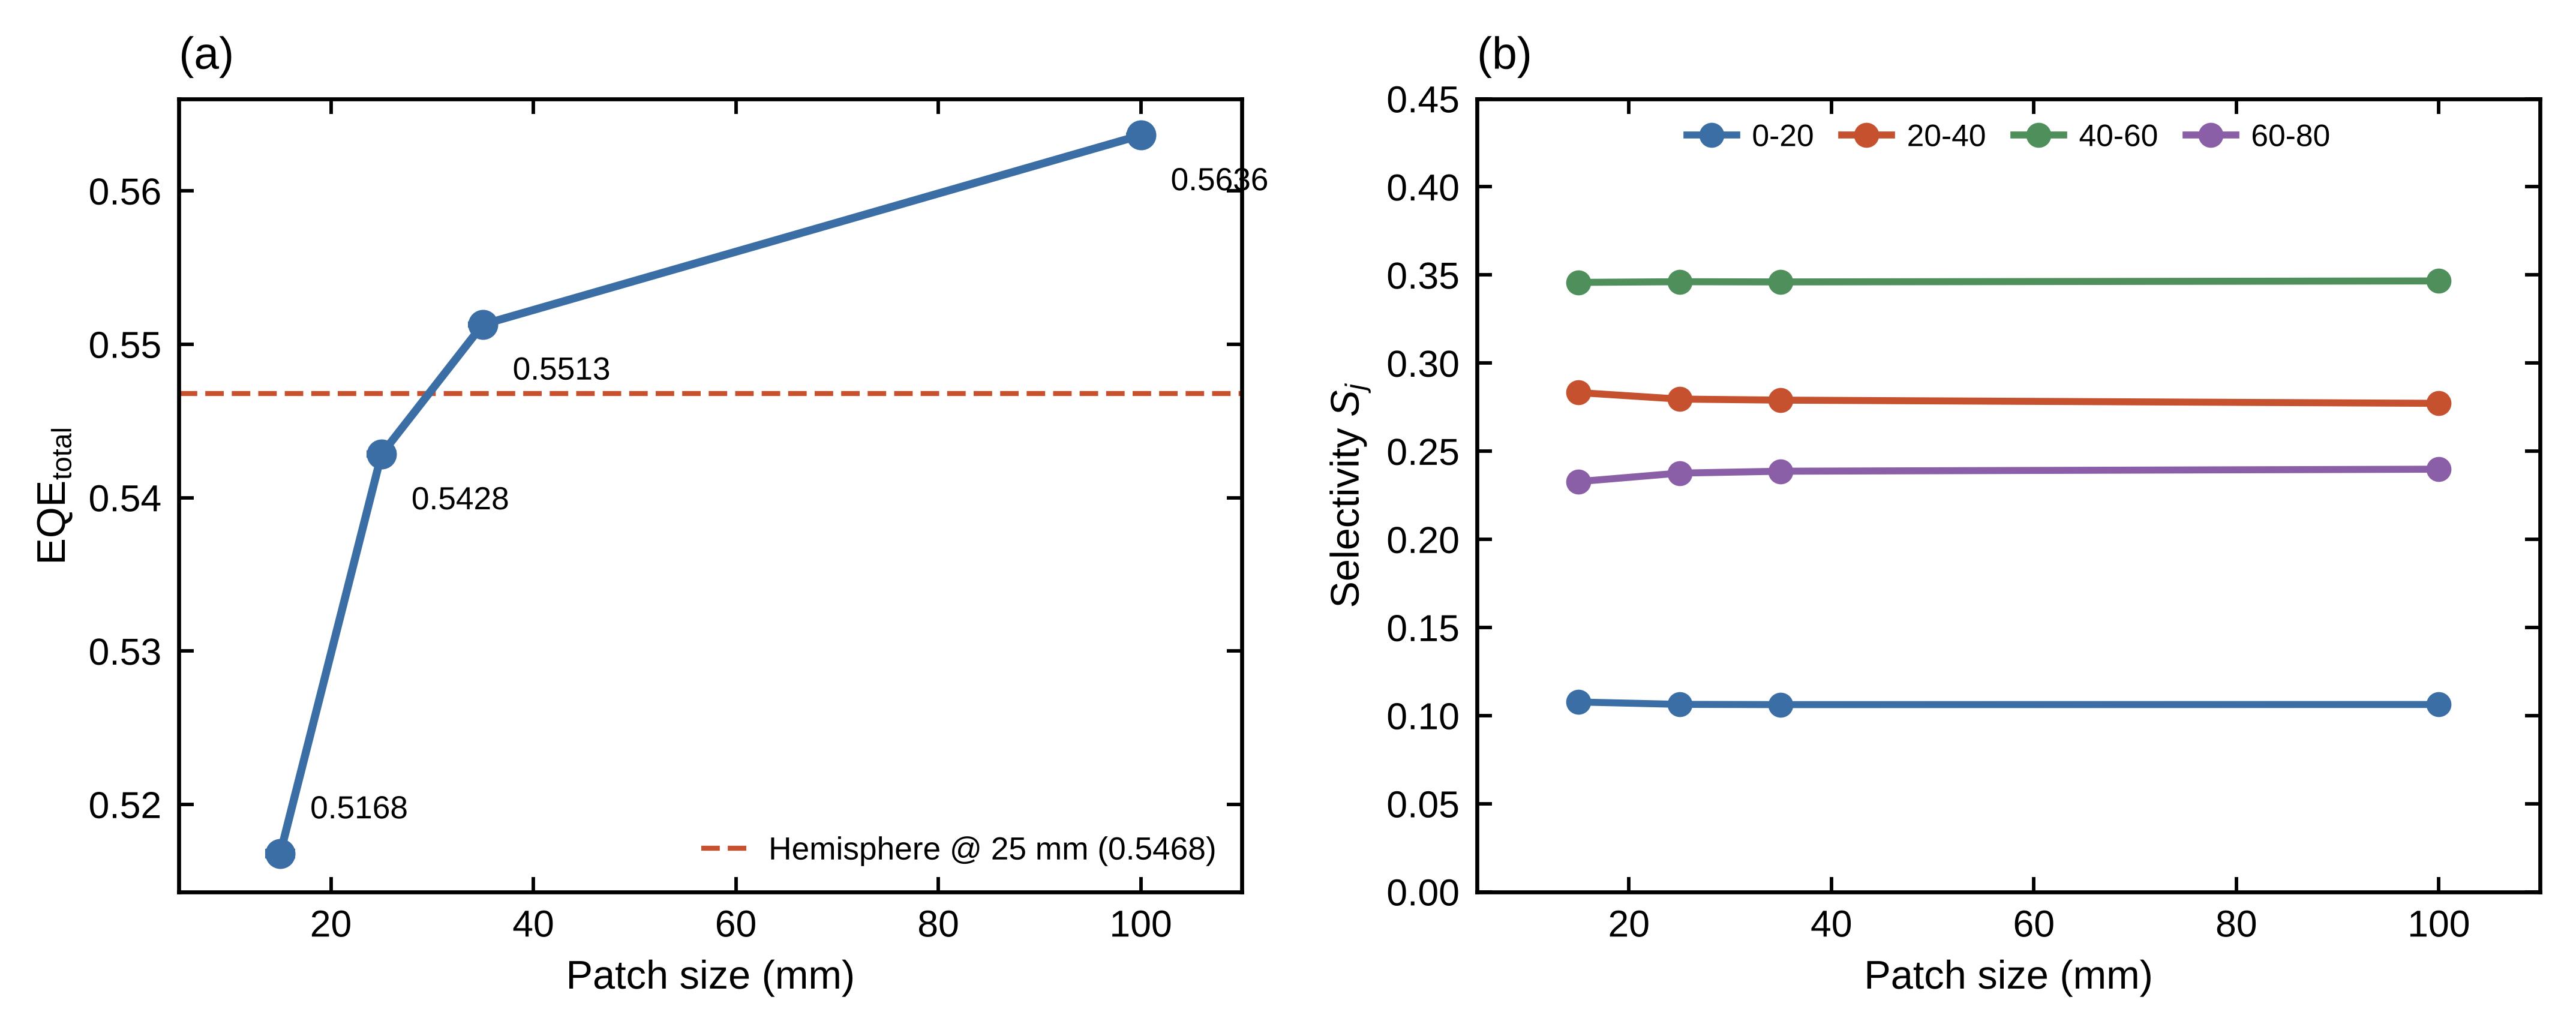 (a)
0.56
0.55
0.54
0.53
0.52
EQEtotal
0.5636
0.5513
0.5428
0.5168
Hemisphere @ 25 mm (0.5468)
20 40 60 80 100
Patch size (mm)
(b)
0.45
0.40
0.35
0.30
0.25
0.20
0.15
0.10
0.05
0.00
Selectivity Sj
0-20 20-40 40-60 60-80
20 40 60 80 100
Patch size (mm)